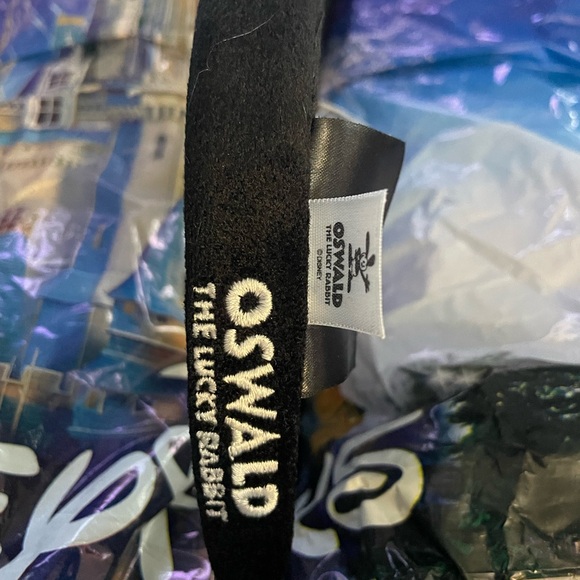 OSWALD
THE LUCKY RABBIT
OSWALD
THE LUCKY RABBIT
© DISNEY